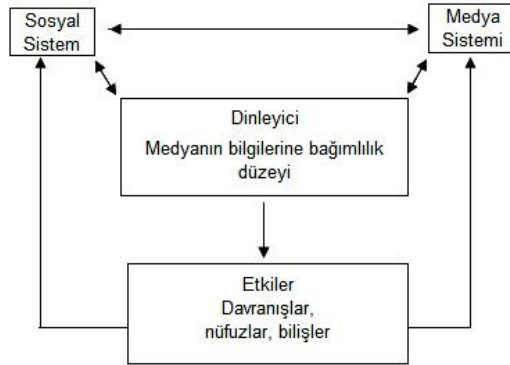 Sosyal
Sistem
Medya
Sistemi
Dinleyici
Medyanın bilgilerine bağımlılık
düzeyi
Etkiler
Davranışlar,
nüfuzlar, bilişler